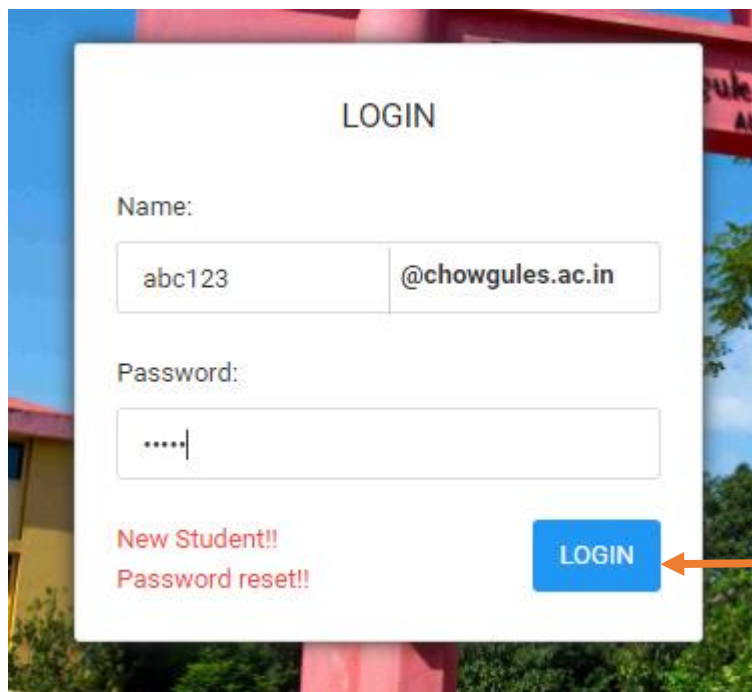 LOGIN
Name:
abc123 @chowgules.ac.in
Password:
•••••
New Student!!
Password reset!!
LOGIN